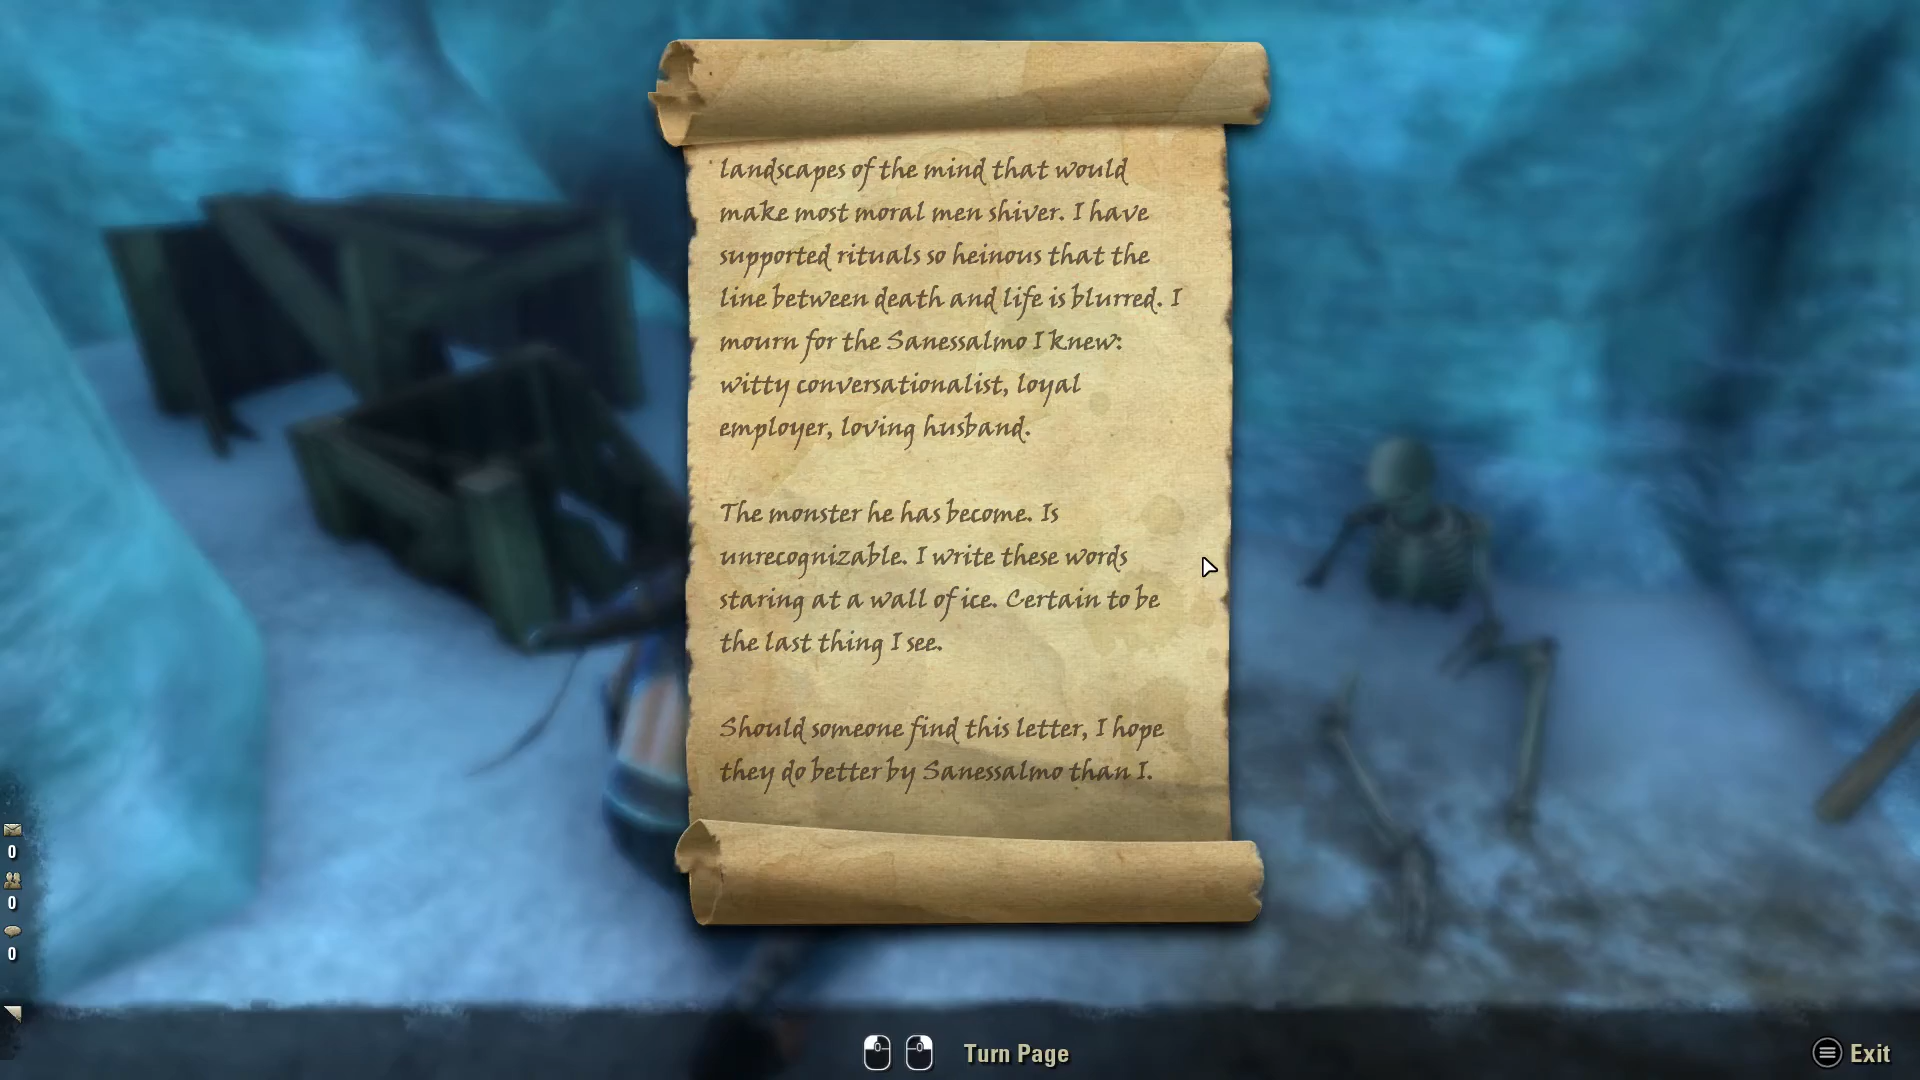 landscapes of the mind that would
make most moral men shiver. I have
supported rituals so heinous that the
line between death and life is blurred. I
mourn for the Sanessalmo I knew:
witty conversationalist, loyal
employer, loving husband.
The monster he has become. Is
unrecognizable. I write these words
staring at a wall of ice. Certain to be
the last thing I see.
Should someone find this letter, I hope
they do better by Sanessalmo than I.
0
0
0
Turn Page
Exit